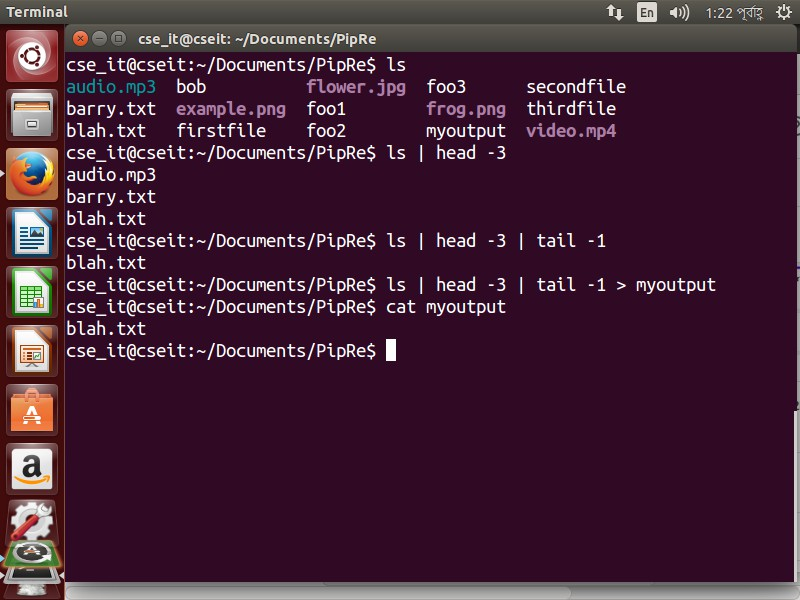 Terminal
En
1:22 পূর্বাহ্ণ
cse_it@cseit: ~/Documents/PipRe
cse_it@cseit:~/Documents/PipRe$ ls
audio.mp3 bob flower.jpg foo3 secondfile
barry.txt example.png foo1 frog.png thirdfile
blah.txt firstfile foo2 myoutput video.mp4
cse_it@cseit:~/Documents/PipRe$ ls | head -3
audio.mp3
barry.txt
blah.txt
cse_it@cseit:~/Documents/PipRe$ ls | head -3 | tail -1
blah.txt
cse_it@cseit:~/Documents/PipRe$ ls | head -3 | tail -1 > myoutput
cse_it@cseit:~/Documents/PipRe$ cat myoutput
blah.txt
cse_it@cseit:~/Documents/PipRe$